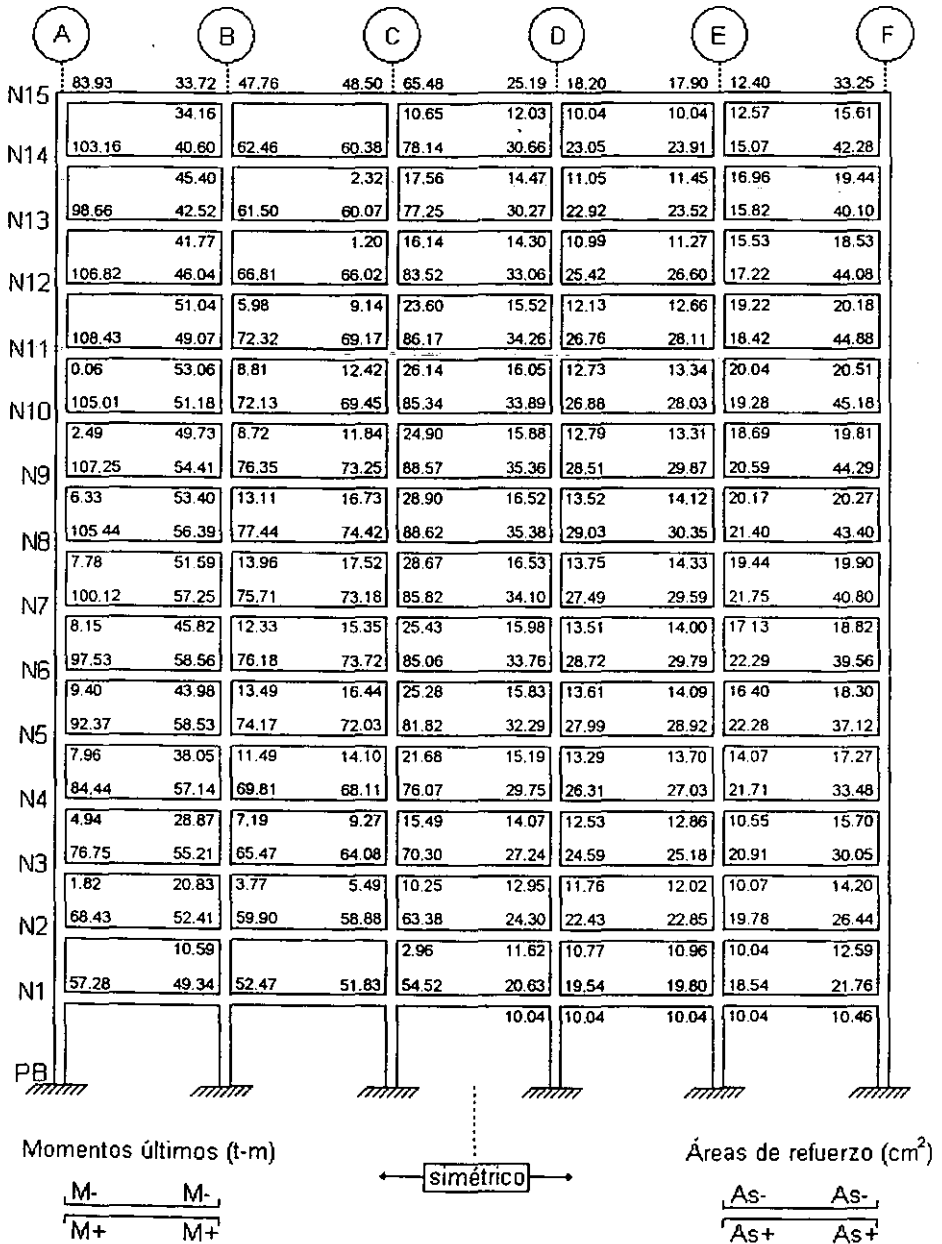 A B C D E F
N15 83.93 33.72 47.76 48.50 65.48 25.19 18.20 17.90 12.40 33.25
34.16 10.65 12.03 10.04 10.04 12.57 15.61
N14 103.16 40.60 62.46 60.38 78.14 30.66 23.05 23.91 15.07 42.28
45.40 2.32 17.56 14.47 11.05 11.45 16.96 19.44
N13 98.66 42.52 61.50 60.07 77.25 30.27 22.92 23.52 15.82 40.10
41.77 1.20 16.14 14.30 10.99 11.27 15.53 18.53
N12 106.82 46.04 66.81 66.02 83.52 33.06 25.42 26.60 17.22 44.08
51.04 5.98 9.14 23.60 15.52 12.13 12.66 19.22 20.18
N11 108.43 49.07 72.32 69.17 86.17 34.26 26.76 28.11 18.42 44.88
0.06 53.06 8.81 12.42 26.14 16.05 12.73 13.34 20.04 20.51
N10 105.01 51.18 72.13 69.45 85.34 33.89 26.88 28.03 19.28 45.18
2.49 49.73 8.72 11.84 24.90 15.88 12.79 13.31 18.69 19.81
N9 107.25 54.41 76.35 73.25 88.57 35.36 28.51 29.87 20.59 44.29
6.33 53.40 13.11 16.73 28.90 16.52 13.52 14.12 20.17 20.27
N8 105.44 56.39 77.44 74.42 88.62 35.38 29.03 30.35 21.40 43.40
7.78 51.59 13.96 17.52 28.67 16.53 13.75 14.33 19.44 19.90
N7 100.12 57.25 75.71 73.18 85.82 34.10 27.49 29.59 21.75 40.80
8.15 45.82 12.33 15.35 25.43 15.98 13.51 14.00 17.13 18.82
N6 97.53 58.56 76.18 73.72 85.06 33.76 28.72 29.79 22.29 39.56
9.40 43.98 13.49 16.44 25.28 15.83 13.61 14.09 16.40 18.30
N5 92.37 58.53 74.17 72.03 81.82 32.29 27.99 28.92 22.28 37.12
7.96 38.05 11.49 14.10 21.68 15.19 13.29 13.70 14.07 17.27
N4 84.44 57.14 69.81 68.11 76.07 29.75 26.31 27.03 21.71 33.48
4.94 28.87 7.19 9.27 15.49 14.07 12.53 12.86 10.55 15.70
N3 76.75 55.21 65.47 64.08 70.30 27.24 24.59 25.18 20.91 30.05
1.82 20.83 3.77 5.49 10.25 12.95 11.76 12.02 10.07 14.20
N2 68.43 52.41 59.90 58.88 63.38 24.30 22.43 22.85 19.78 26.44
10.59 2.96 11.62 10.77 10.96 10.04 12.59
N1 57.28 49.34 52.47 51.83 54.52 20.63 19.54 19.80 18.54 21.76
10.04 10.04 10.04 10.04 10.46
PB
Momentos últimos (t-m)
simétrico
Áreas de refuerzo (cm²)
M- M- As- As-
M+ M+ As+ As+